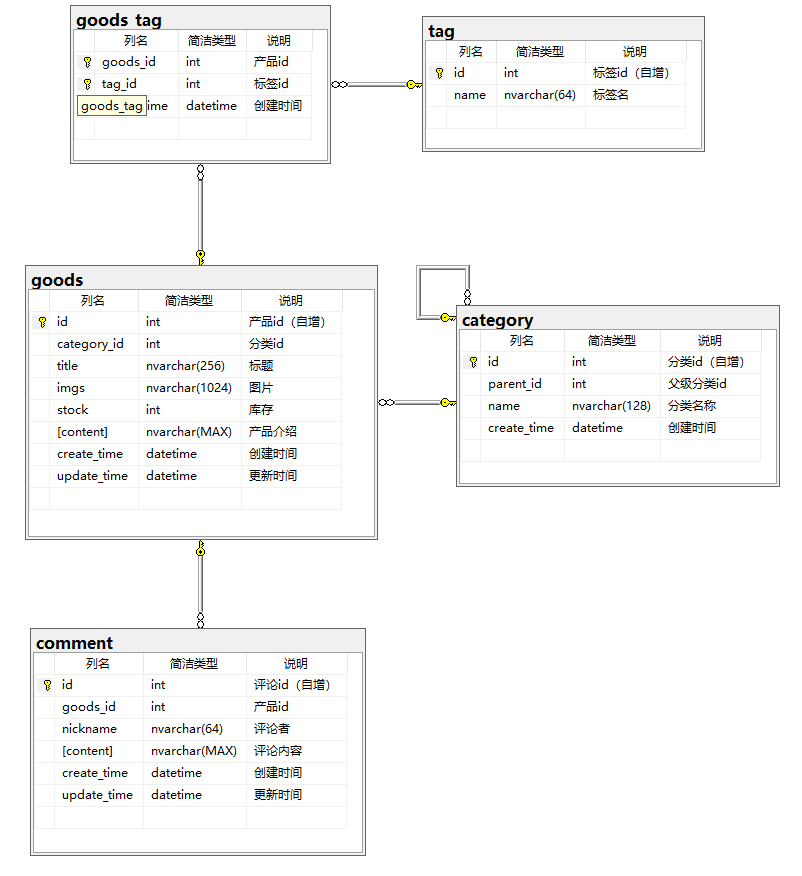 goods_tag
列名 简洁类型 说明
goods_id int 产品id
tag_id int 标签id
goods_tag ime datetime 创建时间
tag
列名 简洁类型 说明
id int 标签id（自增）
name nvarchar(64) 标签名
goods
列名 简洁类型 说明
id int 产品id（自增）
category_id int 分类id
title nvarchar(256) 标题
imgs nvarchar(1024) 图片
stock int 库存
[content] nvarchar(MAX) 产品介绍
create_time datetime 创建时间
update_time datetime 更新时间
category
列名 简洁类型 说明
id int 分类id（自增）
parent_id int 父级分类id
name nvarchar(128) 分类名称
create_time datetime 创建时间
comment
列名 简洁类型 说明
id int 评论id（自增）
goods_id int 产品id
nickname nvarchar(64) 评论者
[content] nvarchar(MAX) 评论内容
create_time datetime 创建时间
update_time datetime 更新时间